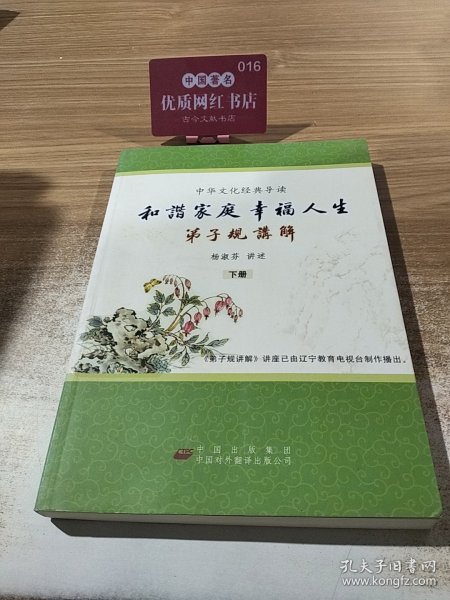 016
中国著名
优质网红书店
古今文献书店
中华文化经典导读
和諧家庭幸福人生
弟子规講解
杨淑芬 讲述
下册
《弟子规讲解》讲座已由辽宁教育电视台制作播出。
中国出版集团
中国对外翻译出版公司
孔夫子旧书网
www.kongfz.com